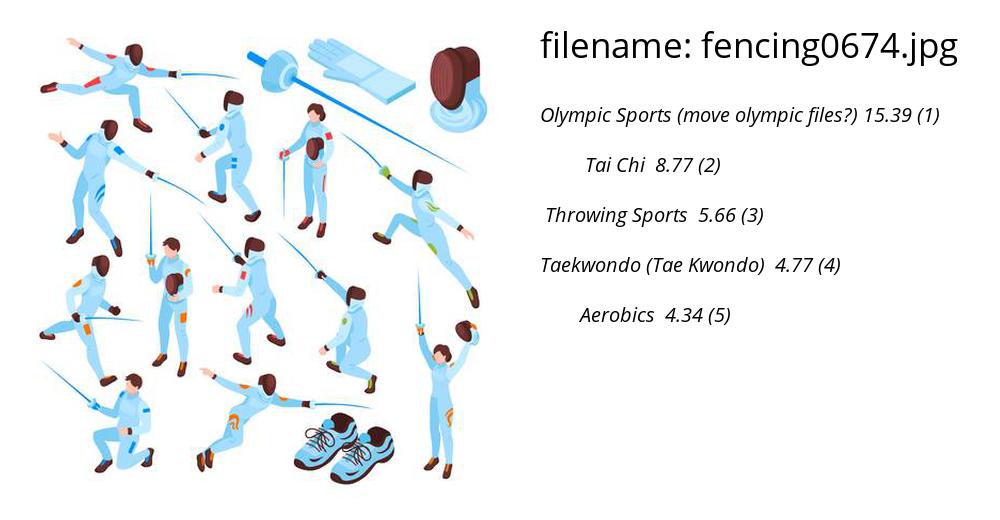 filename: fencing0674.jpg
Olympic Sports (move olympic files?) 15.39 (1)
Tai Chi 8.77 (2)
Throwing Sports 5.66 (3)
Taekwondo (Tae Kwondo) 4.77 (4)
Aerobics 4.34 (5)